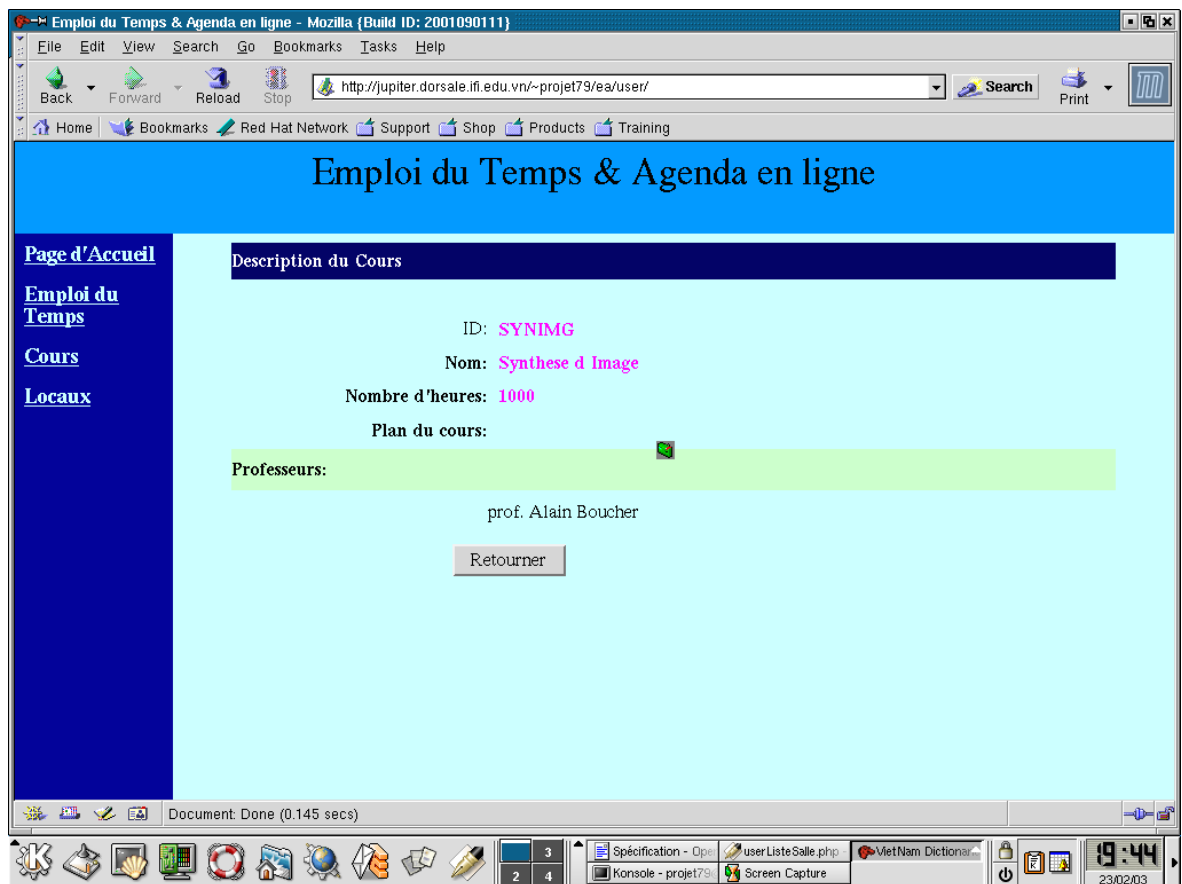 Emploi du Temps & Agenda en ligne - Mozilla {Build ID: 2001090111}
File Edit View Search Go Bookmarks Tasks Help
Back Forward Reload Stop http://jupiter.dorsale.ifi.edu.vn/~projet79/ea/user/ Search Print
Home Bookmarks Red Hat Network Support Shop Products Training
Emploi du Temps & Agenda en ligne
Page d'Accueil
Emploi du
Temps
Cours
Locaux
Description du Cours
ID: SYNIMG
Nom: Synthese d Image
Nombre d'heures: 1000
Plan du cours:
Professeurs:
prof. Alain Boucher
Retourner
Document: Done (0.145 secs)
3
2 4
Spécification - Ope userListeSalle.php - VietNam Dictionar
Konsole - projet79 Screen Capture
19:44
23/02/03